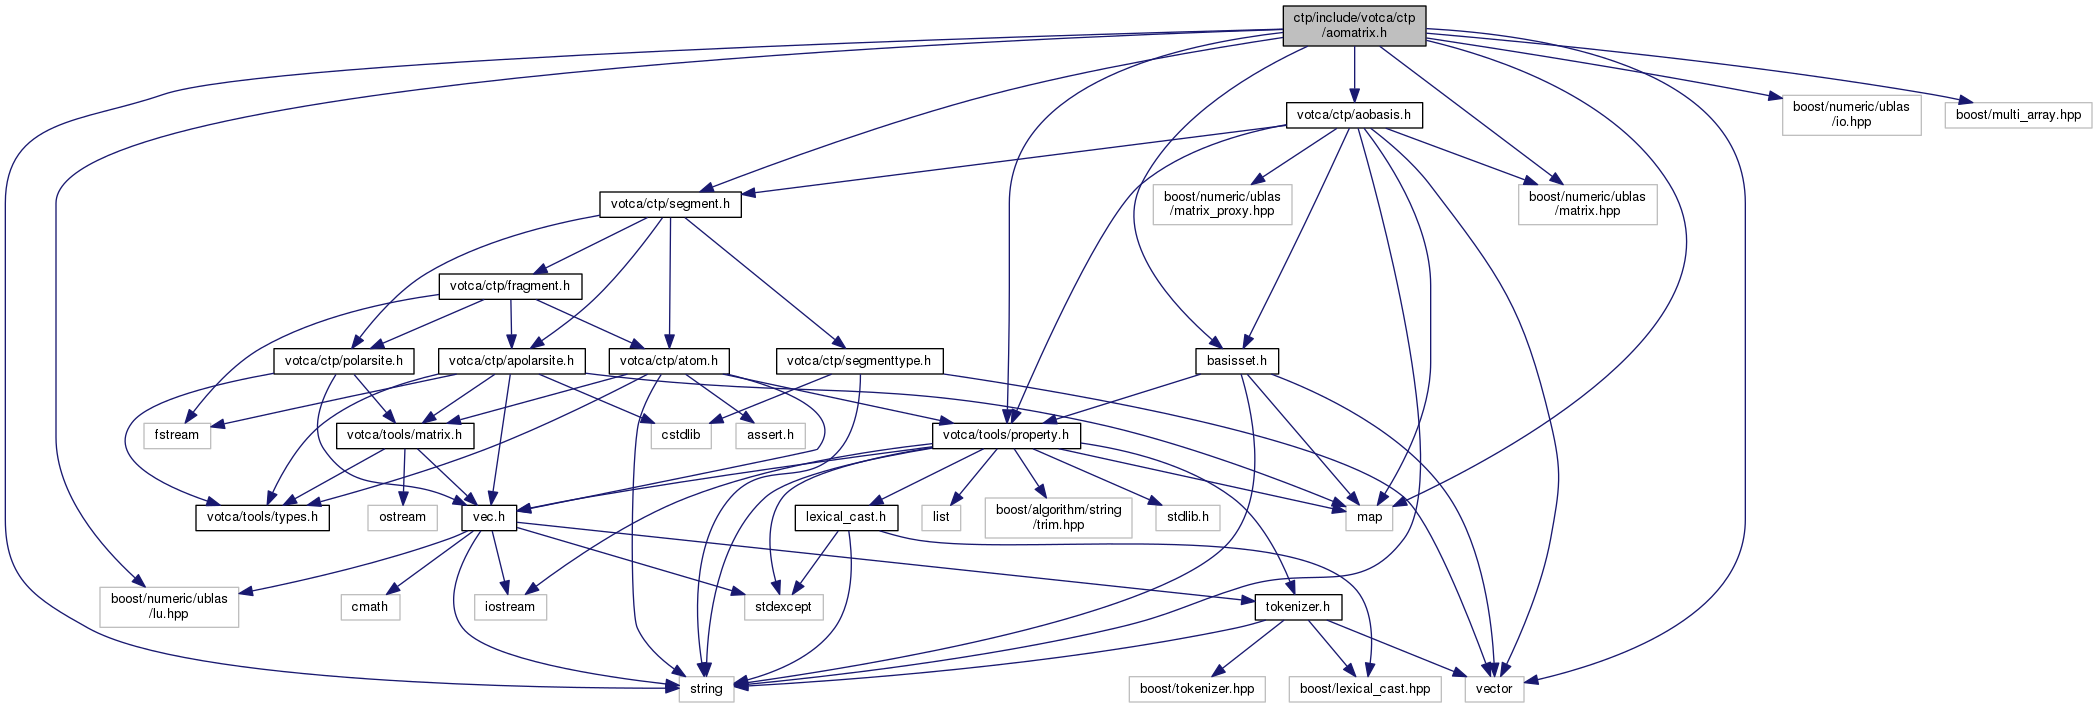 ctp/include/votca/ctp
/aomatrix.h
boost/numeric/ublas
/io.hpp
boost/multi_array.hpp
votca/ctp/aobasis.h
votca/ctp/segment.h
boost/numeric/ublas
/matrix_proxy.hpp
boost/numeric/ublas
/matrix.hpp
votca/ctp/fragment.h
votca/ctp/polarsite.h
votca/ctp/apolarsite.h
votca/ctp/atom.h
votca/ctp/segmenttype.h
basisset.h
fstream
votca/tools/matrix.h
cstdlib
assert.h
votca/tools/property.h
votca/tools/types.h
ostream
vec.h
lexical_cast.h
list
boost/algorithm/string
/trim.hpp
stdlib.h
map
boost/numeric/ublas
/lu.hpp
cmath
iostream
stdexcept
tokenizer.h
string
boost/tokenizer.hpp
boost/lexical_cast.hpp
vector